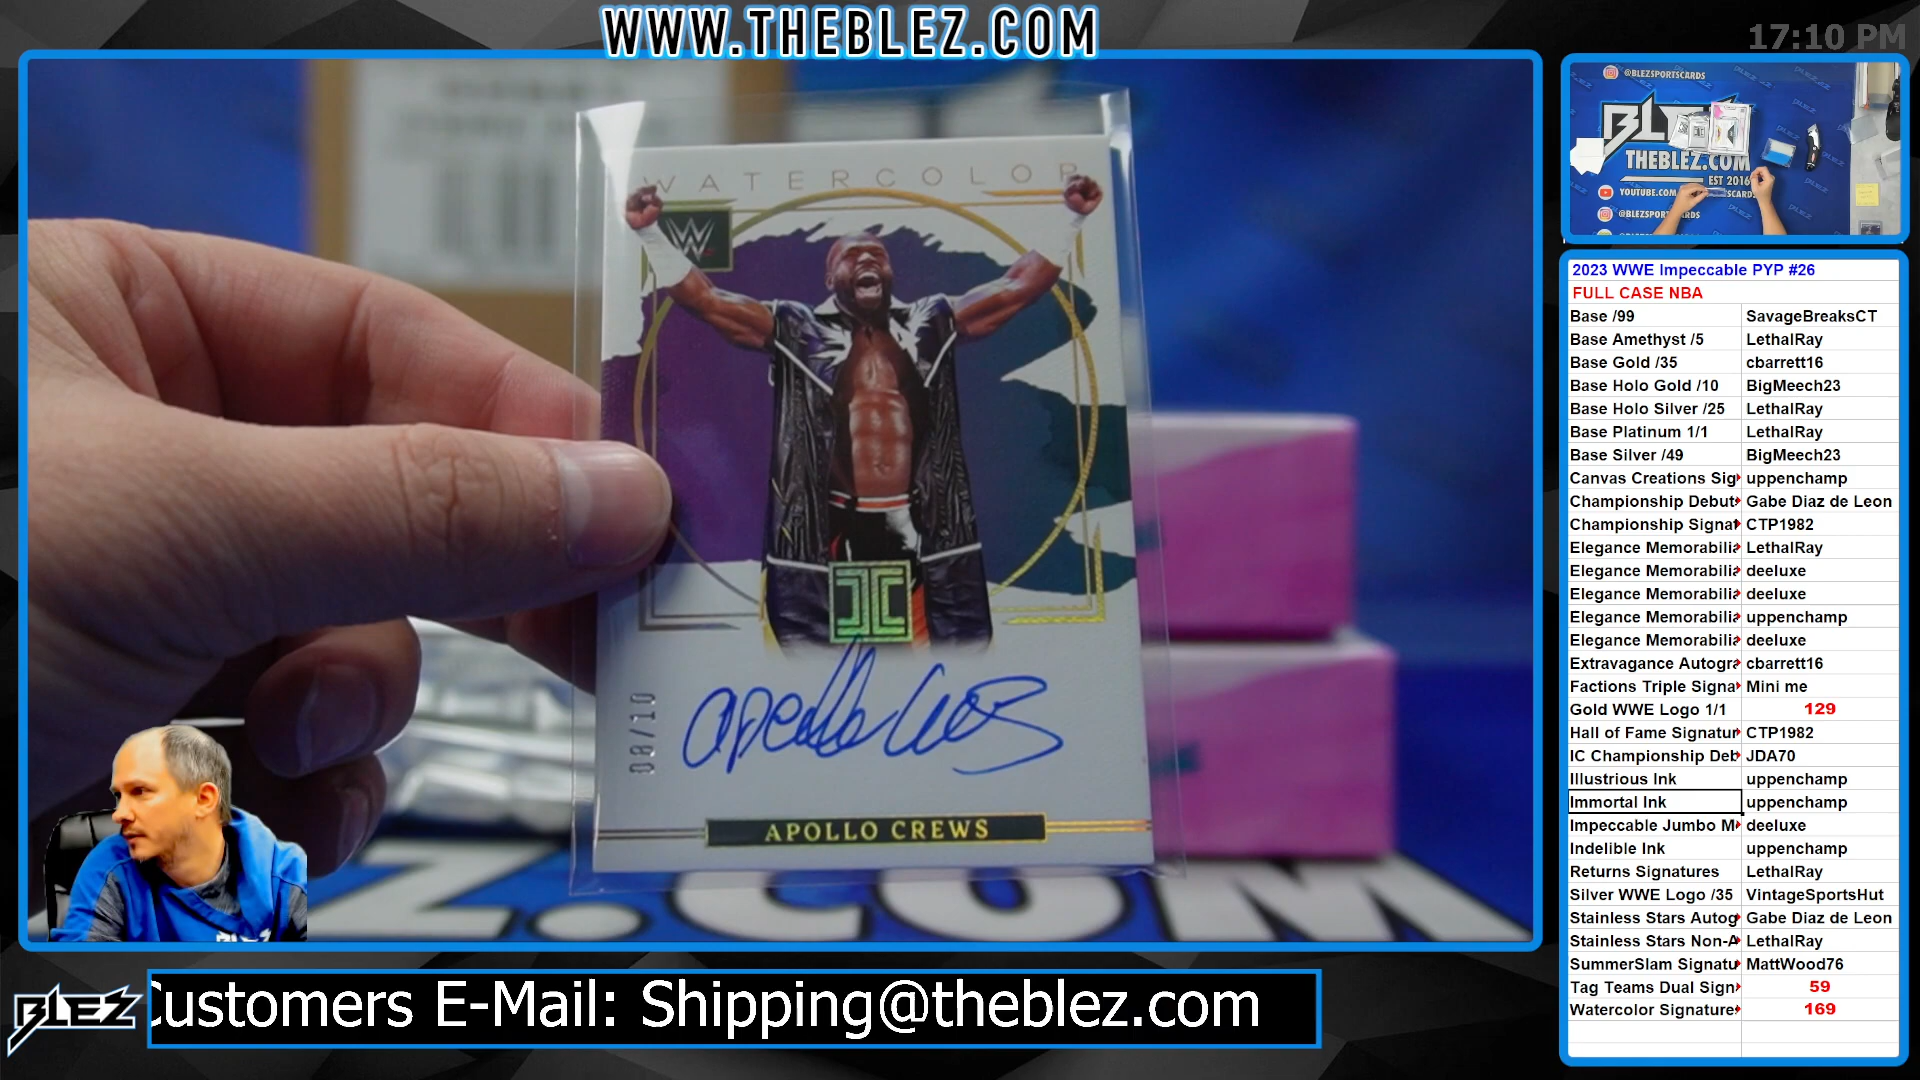 WWW.THEBLEZ.COM
17:10 PM
WATERCOLOR
W
08/10
apollo crews
APOLLO CREWS
Z.COM
@BLEZSPORTSCARDS
THEBLEZ.COM
EST 2016
YOUTUBE.COM
2023 WWE Impeccable PYP #26
FULL CASE NBA
Base /99 SavageBreaksCT
Base Amethyst /5 LethalRay
Base Gold /35 cbarrett16
Base Holo Gold /10 BigMeech23
Base Holo Silver /25 LethalRay
Base Platinum 1/1 LethalRay
Base Silver /49 BigMeech23
Canvas Creations Sig uppenchamp
Championship Debut Gabe Diaz de Leon
Championship Signat CTP1982
Elegance Memorabilia LethalRay
Elegance Memorabilia deeluxe
Elegance Memorabilia deeluxe
Elegance Memorabilia uppenchamp
Elegance Memorabilia deeluxe
Extravagance Autogra cbarrett16
Factions Triple Signa Mini me
Gold WWE Logo 1/1 129
Hall of Fame Signatur CTP1982
IC Championship Deb JDA70
Illustrious Ink uppenchamp
Immortal Ink uppenchamp
Impeccable Jumbo M deeluxe
Indelible Ink uppenchamp
Returns Signatures LethalRay
Silver WWE Logo /35 VintageSportsHut
Stainless Stars Autog Gabe Diaz de Leon
Stainless Stars Non-A LethalRay
SummerSlam Signatu MattWood76
Tag Teams Dual Sign 59
Watercolor Signature 169
BLEZ
Customers E-Mail: Shipping@theblez.com